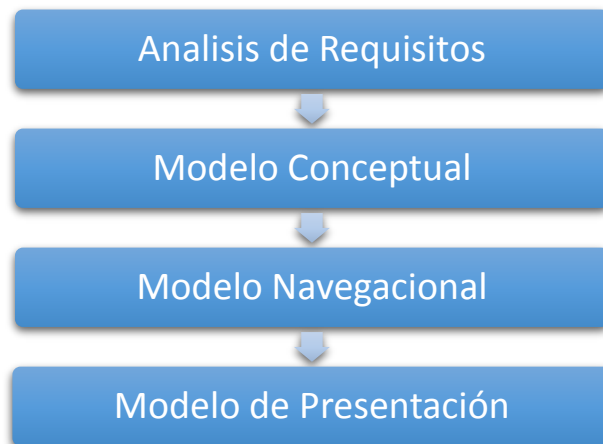 Analisis de Requisitos
Modelo Conceptual
Modelo Navegacional
Modelo de Presentación